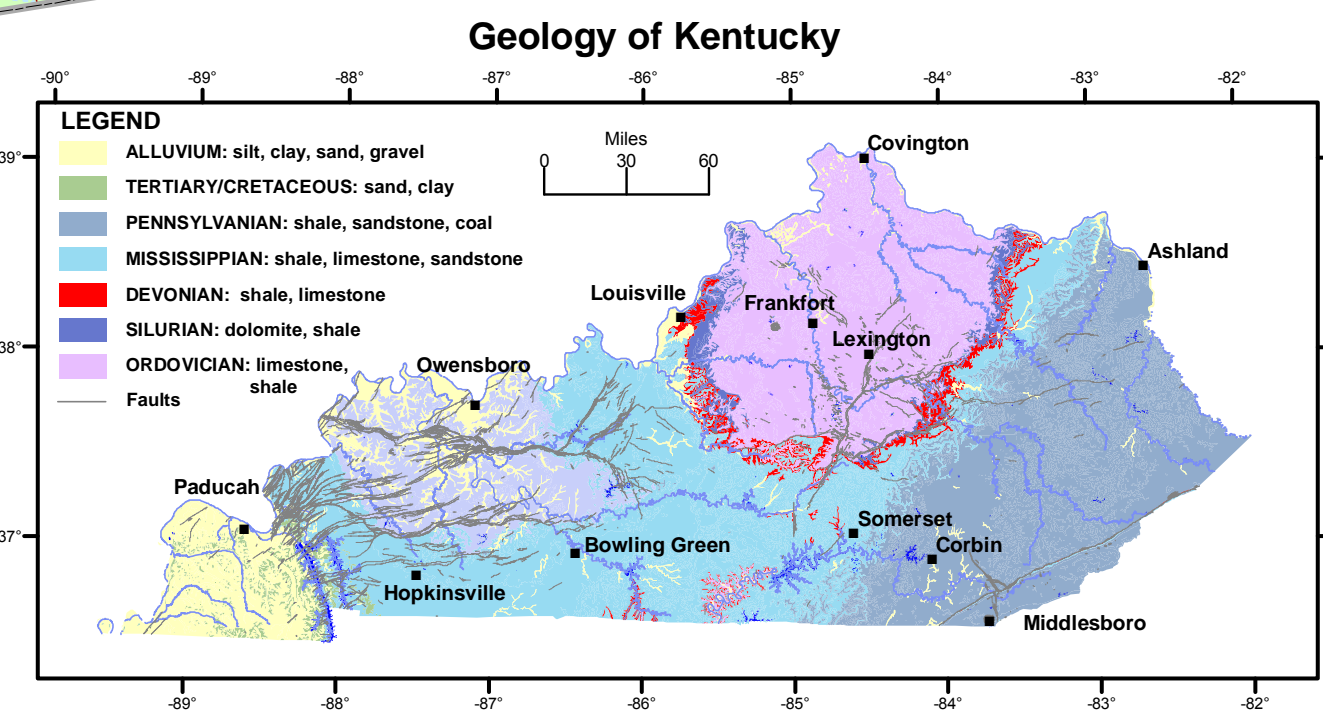 Geology of Kentucky
-90° -89° -88° -87° -86° -85° -84° -83° -82°
LEGEND
ALLUVIUM: silt, clay, sand, gravel
TERTIARY/CRETACEOUS: sand, clay
PENNSYLVANIAN: shale, sandstone, coal
MISSISSIPPIAN: shale, limestone, sandstone
DEVONIAN: shale, limestone
SILURIAN: dolomite, shale
ORDOVICIAN: limestone,
shale
Faults
Miles
0 30 60
39°
38°
37°
Covington
Ashland
Louisville
Frankfort
Lexington
Owensboro
Paducah
Somerset
Corbin
Bowling Green
Hopkinsville
Middlesboro
-89° -88° -87° -86° -85° -84° -83° -82°